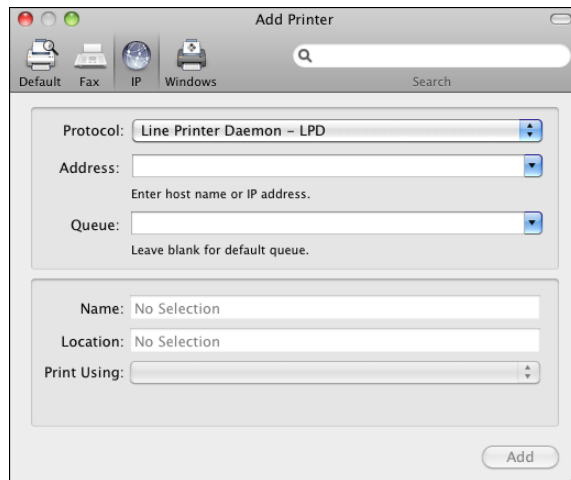 Add Printer
Default Fax IP Windows Search
Protocol: Line Printer Daemon – LPD
Address:
Enter host name or IP address.
Queue:
Leave blank for default queue.
Name: No Selection
Location: No Selection
Print Using:
Add